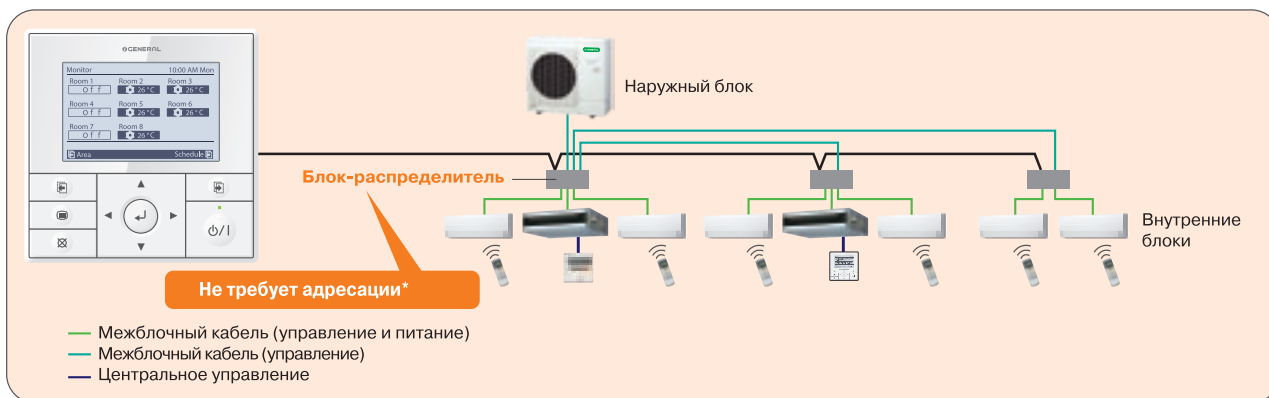 GENERAL
Monitor 10:00 AM Mon
Room 1 Room 2 Room 3
Off 26°C 26°C
Room 4 Room 5 Room 6
Off 26°C 26°C
Room 7 Room 8
Off 26°C
Area Schedule
GENERAL
Наружный блок
Блок-распределитель
Внутренние
блоки
Не требует адресации*
Межблочный кабель (управление и питание)
Межблочный кабель (управление)
Центральное управление